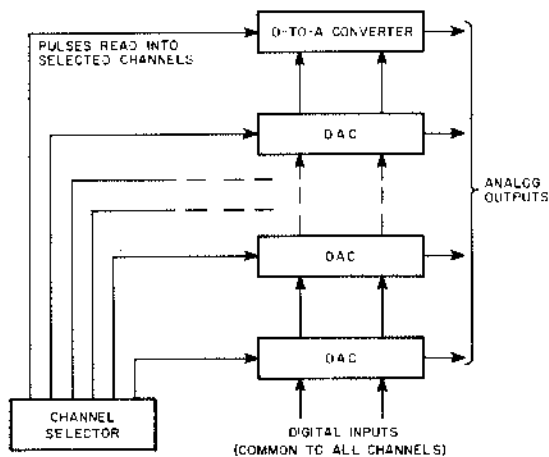 D-TO-A CONVERTER
PULSES READ INTO
SELECTED CHANNELS
DAC
ANALOG
OUTPUTS
DAC
DAC
CHANNEL
SELECTOR
DIGITAL INPUTS
(COMMON TO ALL CHANNELS)